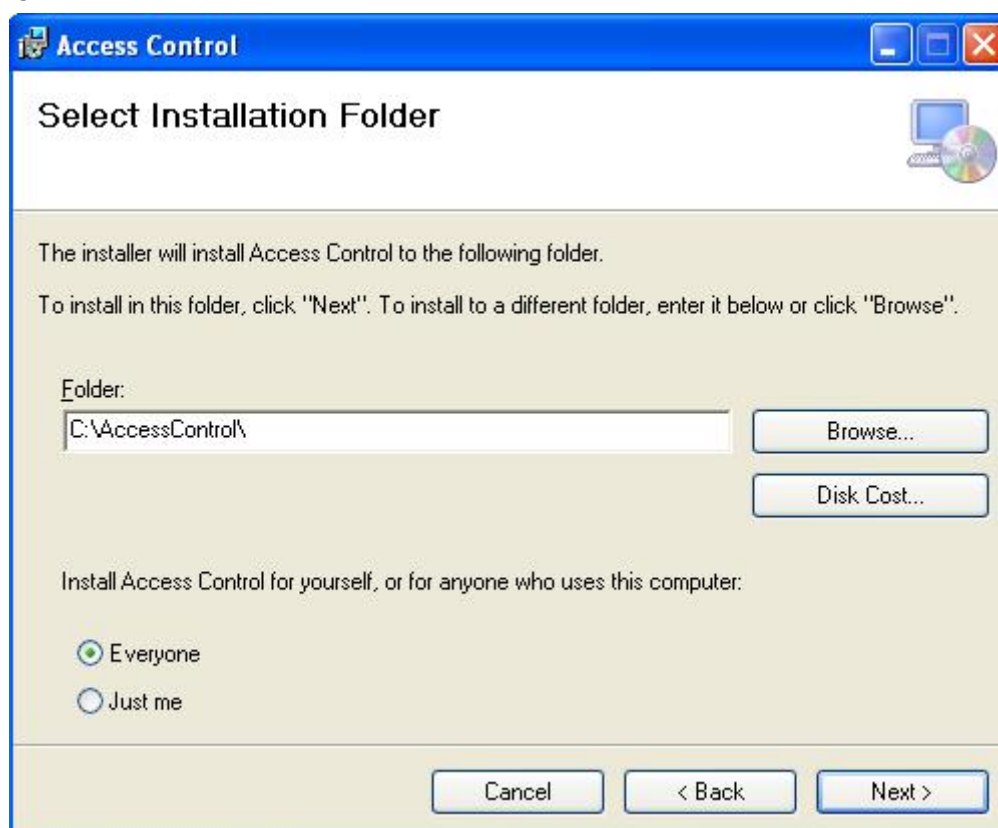 Access Control
Select Installation Folder
The installer will install Access Control to the following folder.
To install in this folder, click "Next". To install to a different folder, enter it below or click "Browse".
Folder:
C:\AccessControl\
Browse...
Disk Cost...
Install Access Control for yourself, or for anyone who uses this computer:
Everyone
Just me
Cancel
< Back
Next >